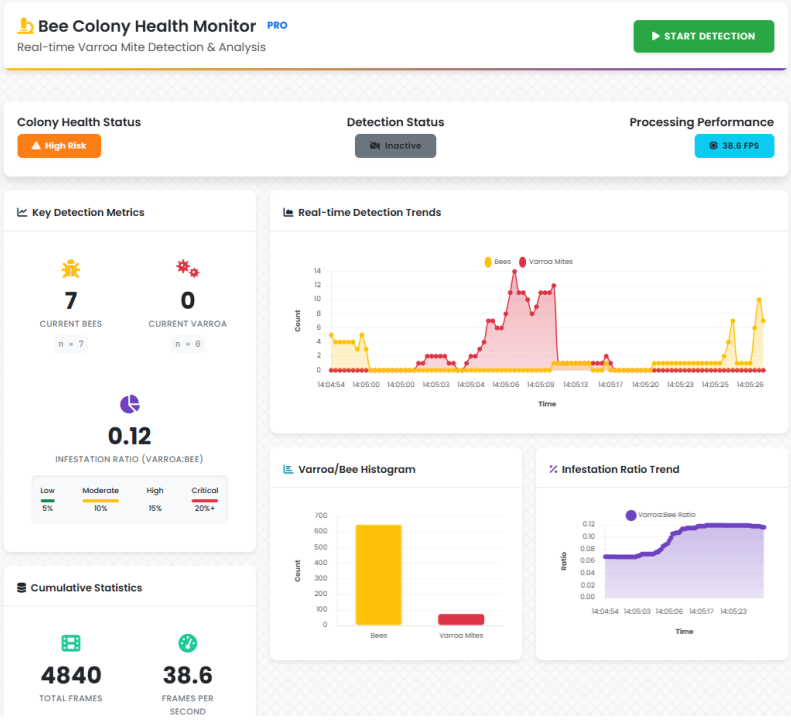 Bee Colony Health Monitor PRO
Real-time Varroa Mite Detection & Analysis
START DETECTION
Colony Health Status
High Risk
Detection Status
Inactive
Processing Performance
38.6 FPS
Key Detection Metrics
7
CURRENT BEES
n = 7
0
CURRENT VARROA
n = 0
0.12
INFESTATION RATIO (VARROA:BEE)
Low
5%
Moderate
10%
High
15%
Critical
20%+
Cumulative Statistics
4840
TOTAL FRAMES
38.6
FRAMES PER
SECOND
Real-time Detection Trends
Bees Varroa Mites
Count
14
12
10
8
6
4
2
0
14:04:54 14:05:00 14:05:00 14:05:03 14:05:04 14:05:06 14:05:09 14:05:13 14:05:17 14:05:20 14:05:23 14:05:25 14:05:26
Time
Varroa/Bee Histogram
Count
700
600
500
400
300
200
100
0
Bees Varroa Mites
Infestation Ratio Trend
Varroa:Bee Ratio
Ratio
0.12
0.10
0.08
0.06
0.04
0.02
0.00
14:04:54 14:05:03 14:05:06 14:05:17 14:05:23
Time